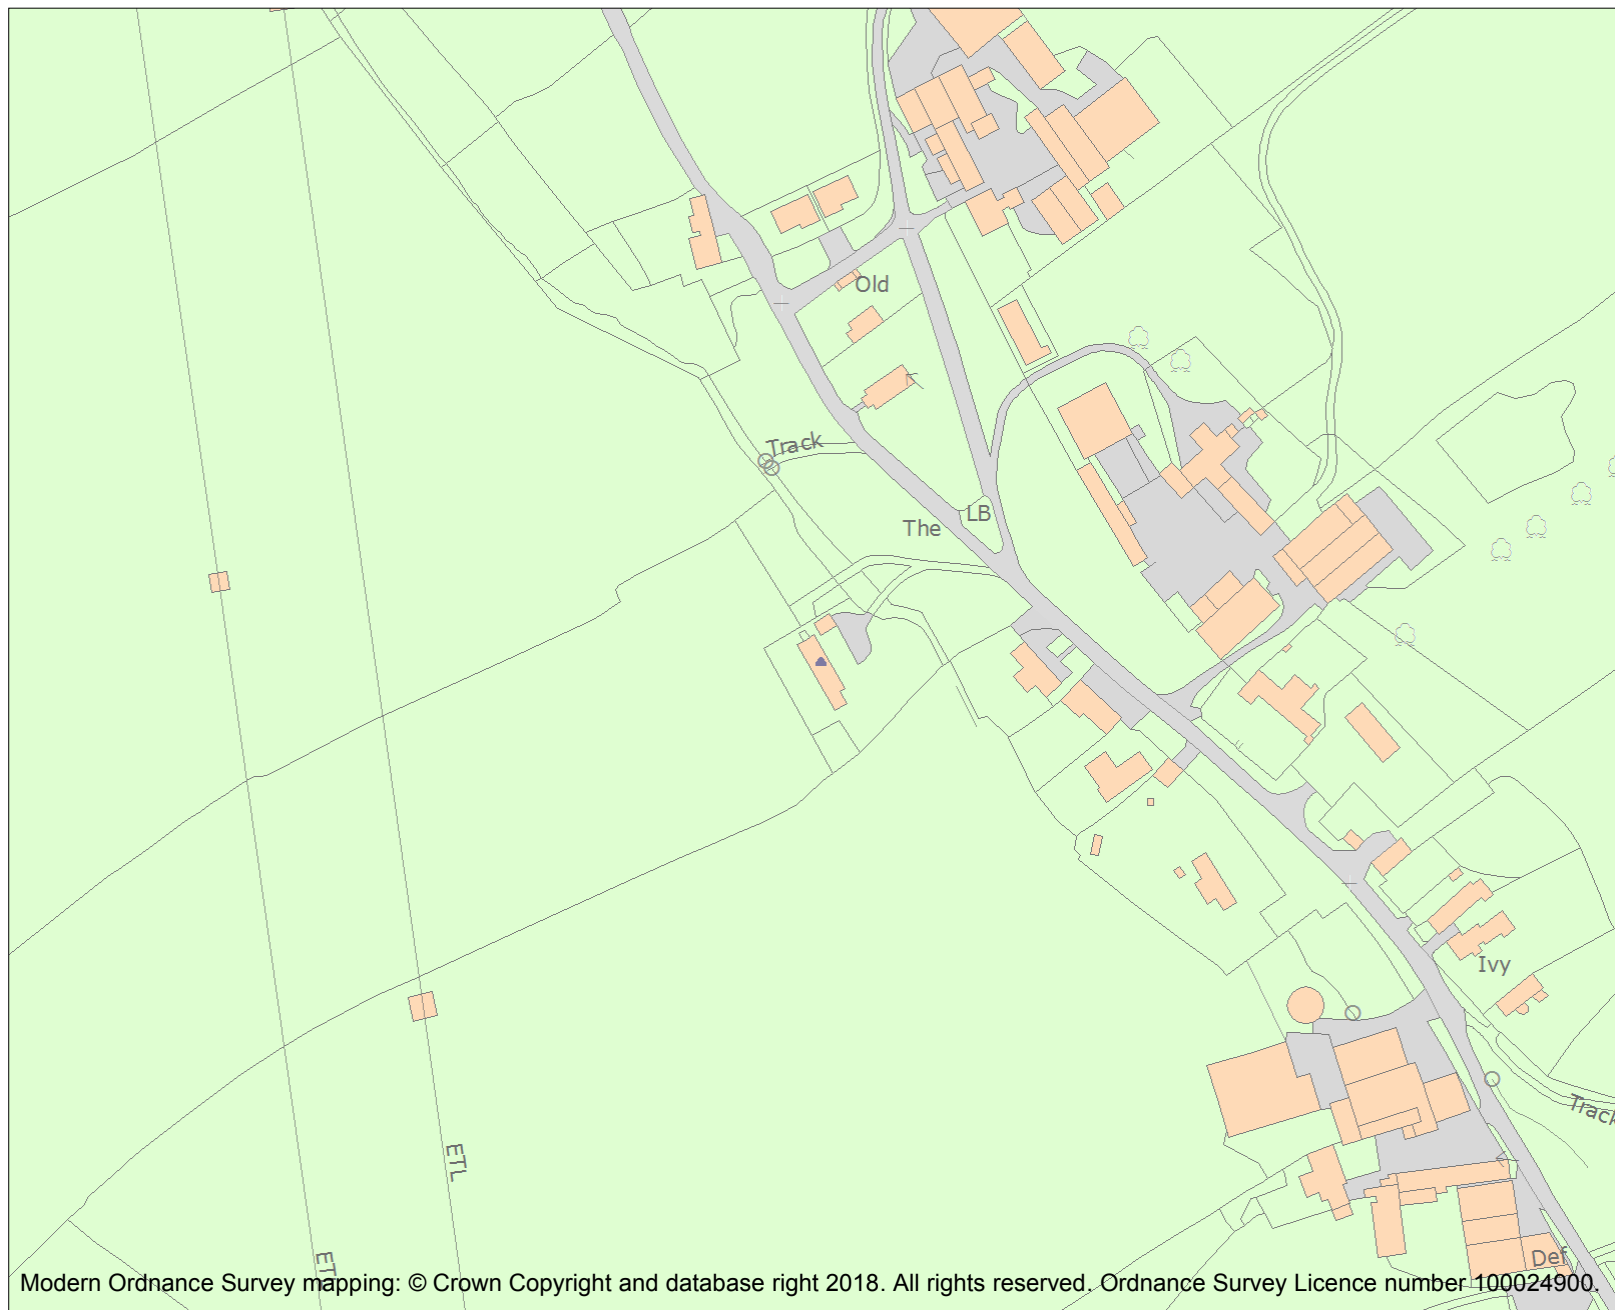 Old
Track
LB
The
Ivy
Track
ETL
ETL
Def
Modern Ordnance Survey mapping: © Crown Copyright and database right 2018. All rights reserved. Ordnance Survey Licence number 100024900.